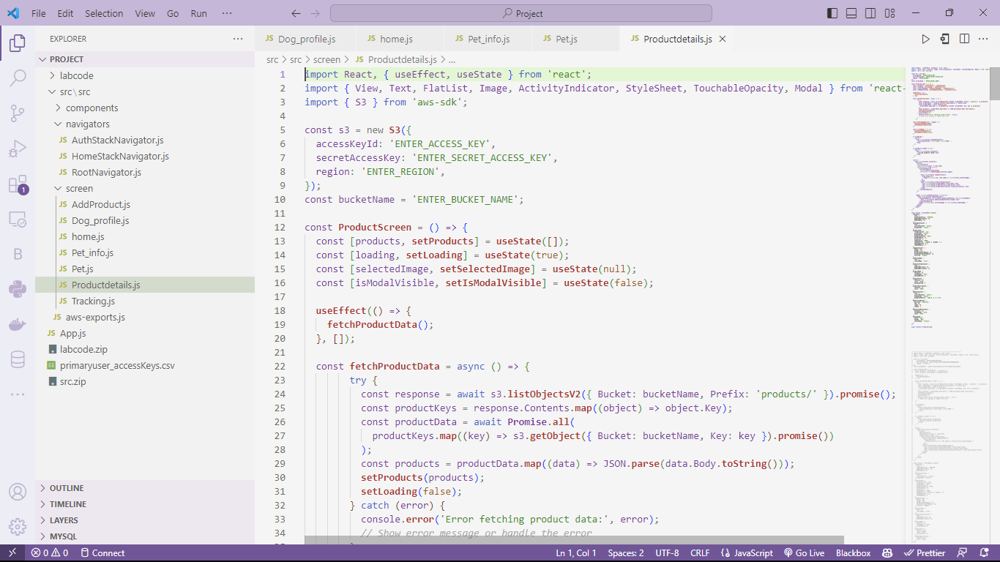 File Edit Selection View Go Run ··· Project
EXPLORER ···
JS Dog_profile.js JS home.js JS Pet_info.js JS Pet.js JS Productdetails.js ···
PROJECT
src > src > screen > JS Productdetails.js > ...
labcode
src \ src
components
navigators
JS AuthStackNavigator.js
JS HomeStackNavigator.js
JS RootNavigator.js
screen
JS AddProduct.js
JS Dog_profile.js
JS home.js
JS Pet_info.js
JS Pet.js
JS Productdetails.js
JS Tracking.js
JS aws-exports.js
JS App.js
labcode.zip
primaryuser_accessKeys.csv
src.zip
OUTLINE
TIMELINE
LAYERS
MYSQL
1
B
1 import React, { useEffect, useState } from 'react';
2 import { View, Text, FlatList, Image, ActivityIndicator, StyleSheet, TouchableOpacity, Modal } from 'react-
3 import { S3 } from 'aws-sdk';
4
5 const s3 = new S3({
6 accessKeyId: 'ENTER_ACCESS_KEY',
7 secretAccessKey: 'ENTER_SECRET_ACCESS_KEY',
8 region: 'ENTER_REGION',
9 });
10 const bucketName = 'ENTER_BUCKET_NAME';
11
12 const ProductScreen = () => {
13 const [products, setProducts] = useState([]);
14 const [loading, setLoading] = useState(true);
15 const [selectedImage, setSelectedImage] = useState(null);
16 const [isModalVisible, setIsModalVisible] = useState(false);
17
18 useEffect(() => {
19 fetchProductData();
20 }, []);
21
22 const fetchProductData = async () => {
23 try {
24 const response = await s3.listObjectsV2({ Bucket: bucketName, Prefix: 'products/' }).promise();
25 const productKeys = response.Contents.map((object) => object.Key);
26 const productData = await Promise.all(
27 productKeys.map((key) => s3.getObject({ Bucket: bucketName, Key: key }).promise())
28 );
29 const products = productData.map((data) => JSON.parse(data.Body.toString()));
30 setProducts(products);
31 setLoading(false);
32 } catch (error) {
33 console.error('Error fetching product data:', error);
34 // Show error message or handle the error
0 0 Connect Ln 1, Col 1 Spaces: 2 UTF-8 CRLF {} JavaScript Go Live Blackbox Prettier